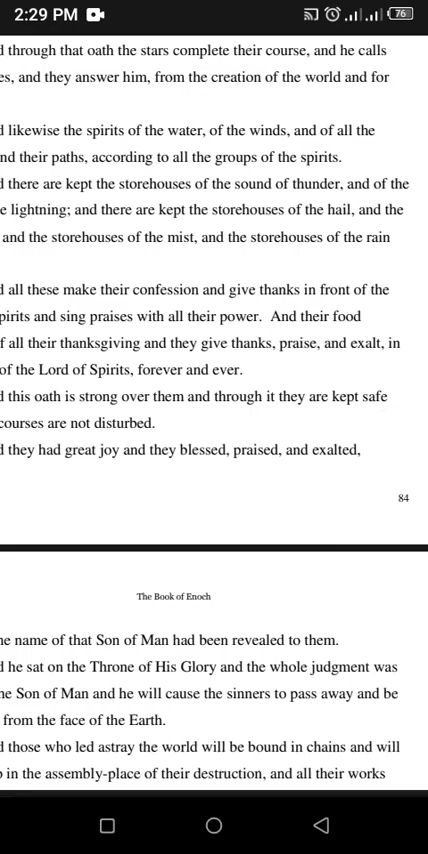 2:29 PM 76
d through that oath the stars complete their course, and he calls
es, and they answer him, from the creation of the world and for
d likewise the spirits of the water, of the winds, and of all the
nd their paths, according to all the groups of the spirits.
d there are kept the storehouses of the sound of thunder, and of the
e lightning; and there are kept the storehouses of the hail, and the
and the storehouses of the mist, and the storehouses of the rain
d all these make their confession and give thanks in front of the
pirits and sing praises with all their power. And their food
f all their thanksgiving and they give thanks, praise, and exalt, in
of the Lord of Spirits, forever and ever.
d this oath is strong over them and through it they are kept safe
courses are not disturbed.
d they had great joy and they blessed, praised, and exalted,
84
The Book of Enoch
he name of that Son of Man had been revealed to them.
d he sat on the Throne of His Glory and the whole judgment was
he Son of Man and he will cause the sinners to pass away and be
from the face of the Earth.
d those who led astray the world will be bound in chains and will
p in the assembly-place of their destruction, and all their works